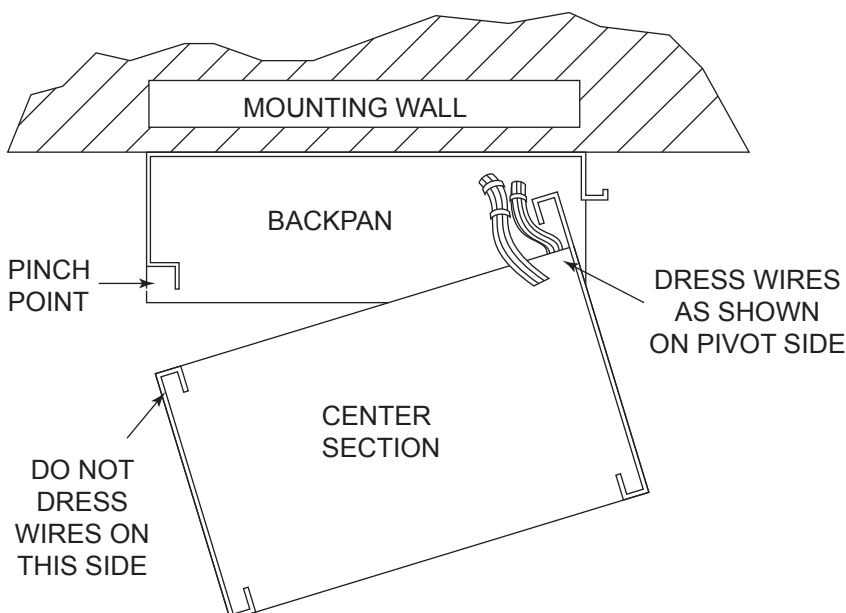 MOUNTING WALL
BACKPAN
PINCH
POINT
DRESS WIRES
AS SHOWN
ON PIVOT SIDE
CENTER
SECTION
DO NOT
DRESS
WIRES ON
THIS SIDE